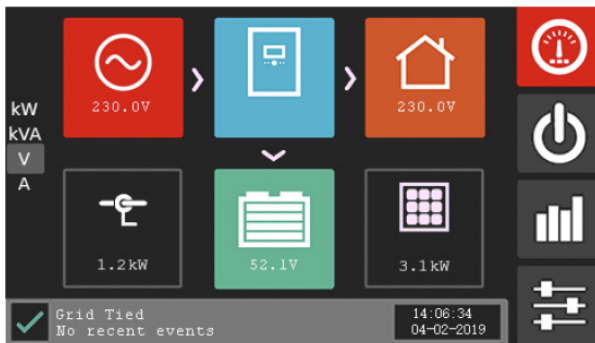 230.0V
230.0V
kW
kVA
V
A
1.2kW
52.1V
3.1kW
Grid Tied
No recent events
14:06:34
04-02-2019